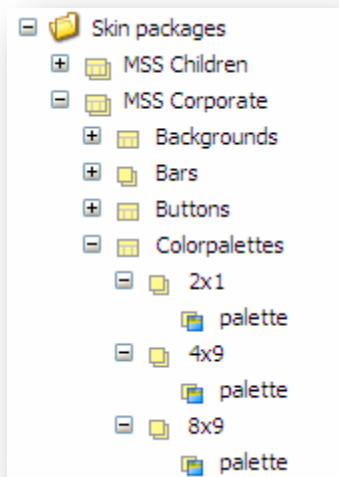 Skin packages
MSS Children
MSS Corporate
Backgrounds
Bars
Buttons
Colorpalettes
2x1
palette
4x9
palette
8x9
palette